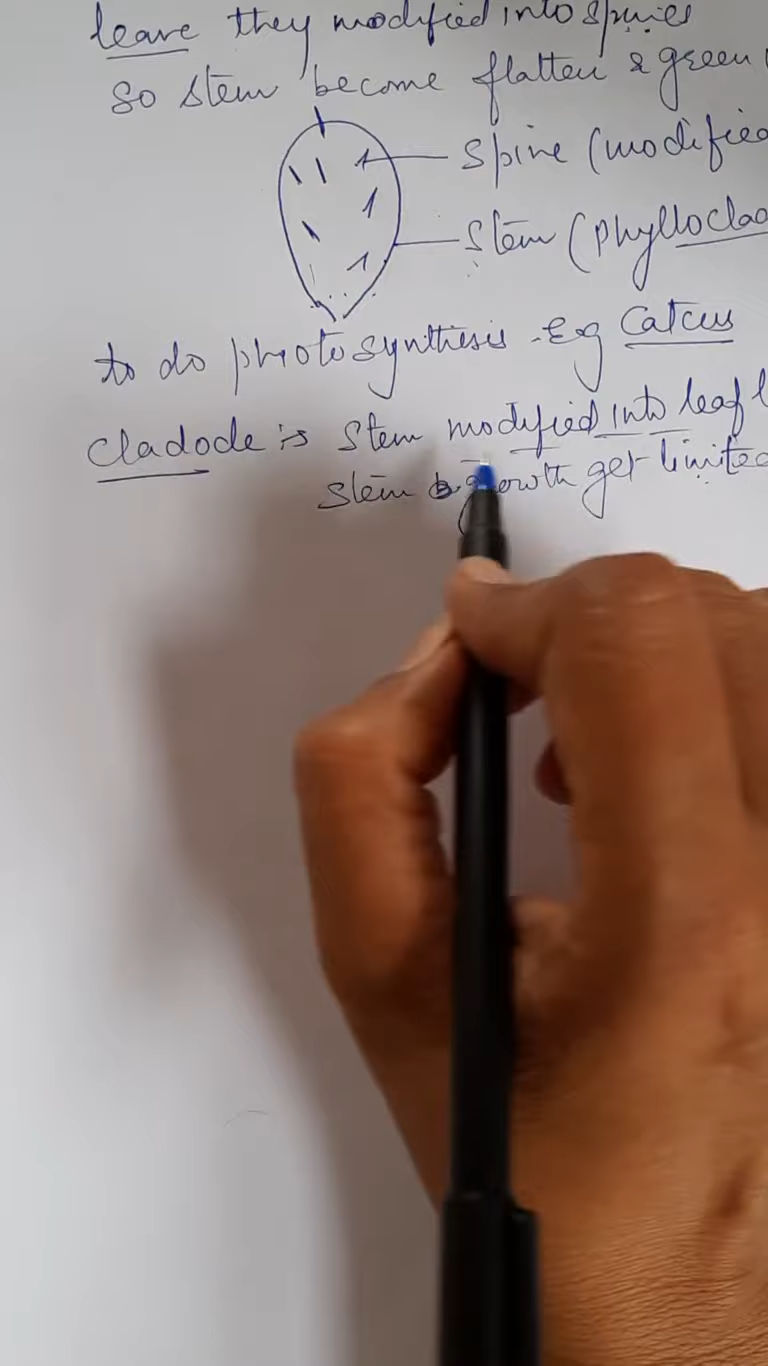 leave they modified into spines
so stem become flatten & green
Spine (modified
Stem (phylloclad
to do photosynthesis. Eg Catcus
Cladode is stem modified into leaf
stem growth get limited